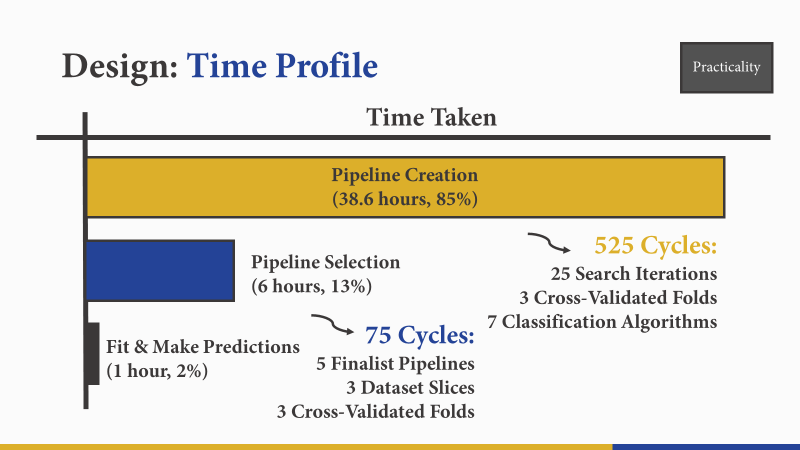 Design: Time Profile
Practicality
Time Taken
Pipeline Creation
(38.6 hours, 85%)
Pipeline Selection
(6 hours, 13%)
525 Cycles:
25 Search Iterations
3 Cross-Validated Folds
7 Classification Algorithms
Fit & Make Predictions
(1 hour, 2%)
75 Cycles:
5 Finalist Pipelines
3 Dataset Slices
3 Cross-Validated Folds